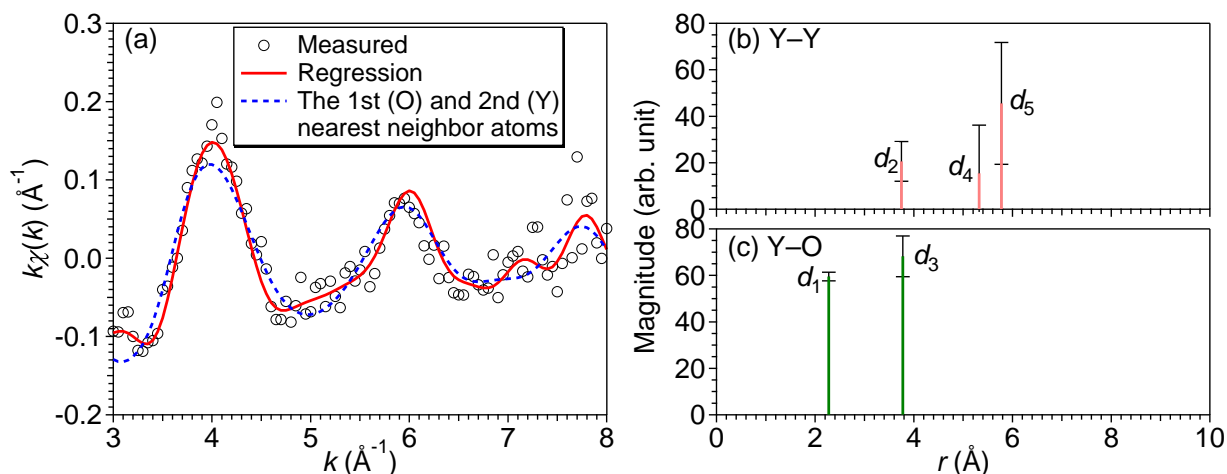 (a)
Measured
Regression
The 1st (O) and 2nd (Y)
nearest neighbor atoms
0.3
0.2
0.1
0.0
-0.1
-0.2
kχ(k) (Å⁻¹)
3
4
5
6
7
8
k (Å⁻¹)
(b) Y–Y
80
60
40
20
0
d₂
d₄
d₅
Magnitude (arb. unit)
(c) Y–O
80
60
40
20
0
d₁
d₃
0
2
4
6
8
10
r (Å)